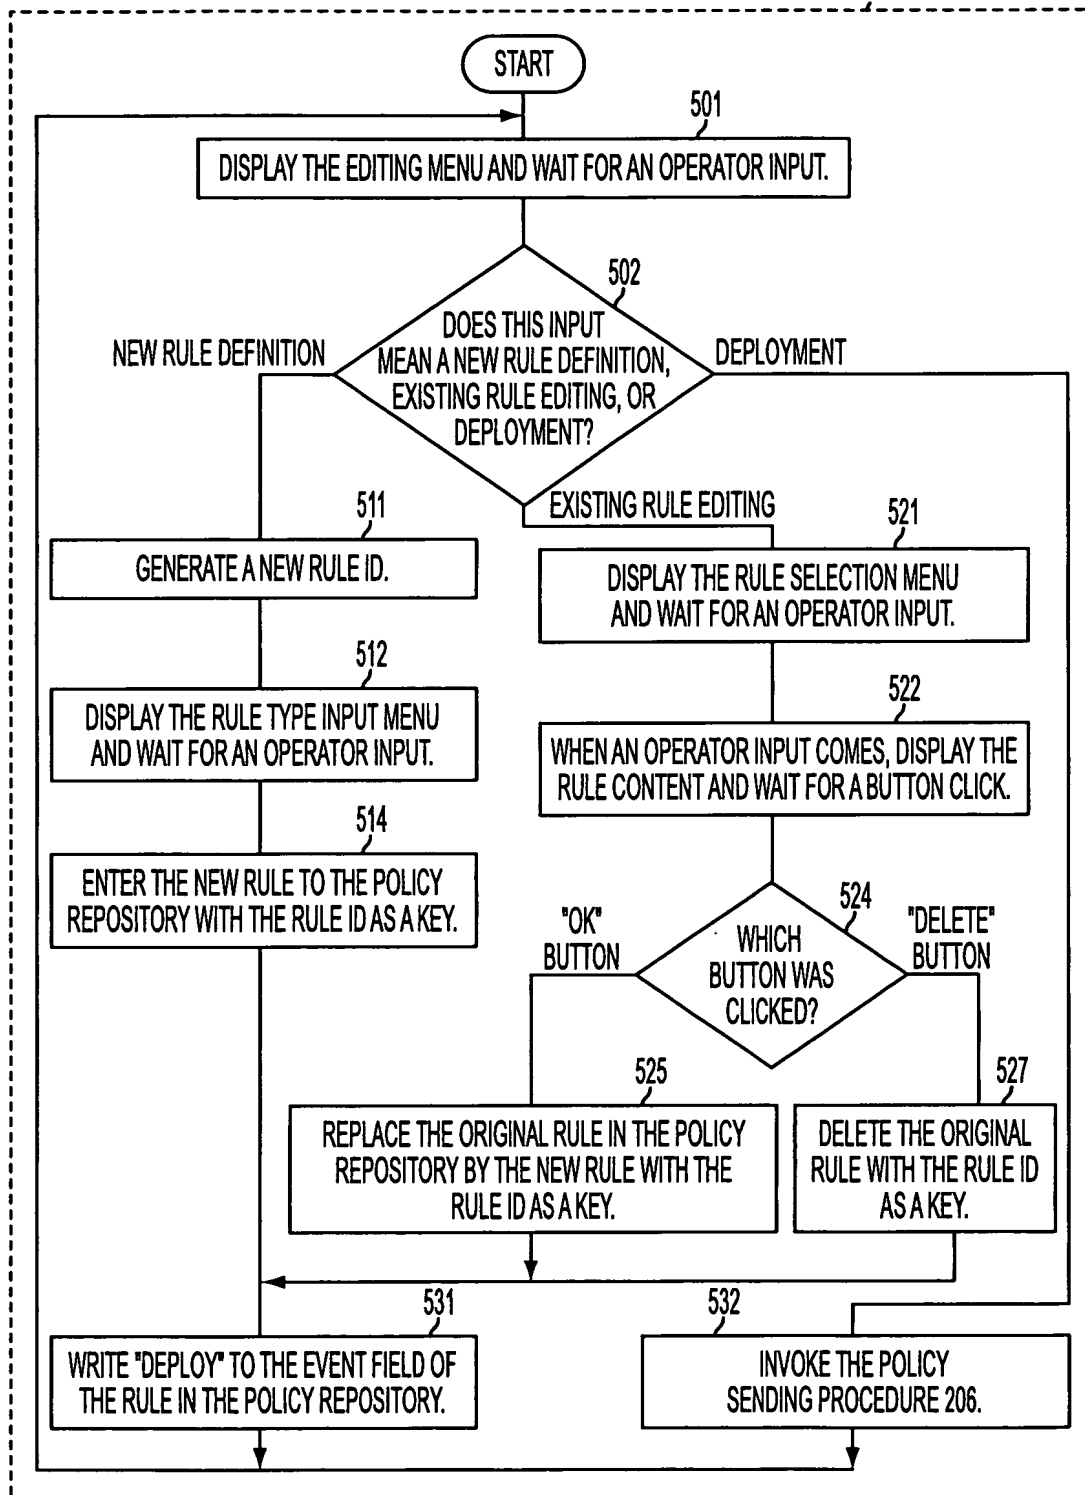 START
501
DISPLAY THE EDITING MENU AND WAIT FOR AN OPERATOR INPUT.
502
DOES THIS INPUT
MEAN A NEW RULE DEFINITION,
EXISTING RULE EDITING, OR
DEPLOYMENT?
NEW RULE DEFINITION
DEPLOYMENT
EXISTING RULE EDITING
511
GENERATE A NEW RULE ID.
521
DISPLAY THE RULE SELECTION MENU
AND WAIT FOR AN OPERATOR INPUT.
512
DISPLAY THE RULE TYPE INPUT MENU
AND WAIT FOR AN OPERATOR INPUT.
522
WHEN AN OPERATOR INPUT COMES, DISPLAY THE
RULE CONTENT AND WAIT FOR A BUTTON CLICK.
514
ENTER THE NEW RULE TO THE POLICY
REPOSITORY WITH THE RULE ID AS A KEY.
524
WHICH
BUTTON WAS
CLICKED?
"OK"
BUTTON
"DELETE"
BUTTON
525
REPLACE THE ORIGINAL RULE IN THE POLICY
REPOSITORY BY THE NEW RULE WITH THE
RULE ID AS A KEY.
527
DELETE THE ORIGINAL
RULE WITH THE RULE ID
AS A KEY.
531
WRITE "DEPLOY" TO THE EVENT FIELD OF
THE RULE IN THE POLICY REPOSITORY.
532
INVOKE THE POLICY
SENDING PROCEDURE 206.